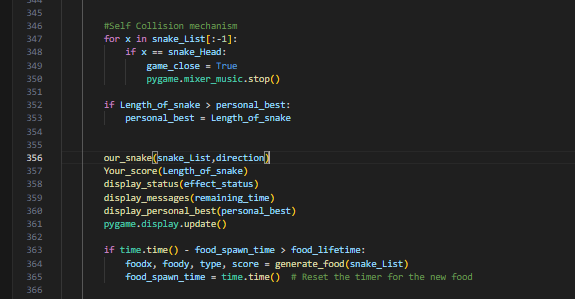 344
345
346 #Self Collision mechanism
347 for x in snake_List[:-1]:
348 if x == snake_Head:
349 game_close = True
350 pygame.mixer_music.stop()
351
352 if Length_of_snake > personal_best:
353 personal_best = Length_of_snake
354
355
356 our_snake(snake_List,direction)
357 Your_score(Length_of_snake)
358 display_status(effect_status)
359 display_messages(remaining_time)
360 display_personal_best(personal_best)
361 pygame.display.update()
362
363 if time.time() - food_spawn_time > food_lifetime:
364 foodx, foody, type, score = generate_food(snake_List)
365 food_spawn_time = time.time()  # Reset the timer for the new food
366